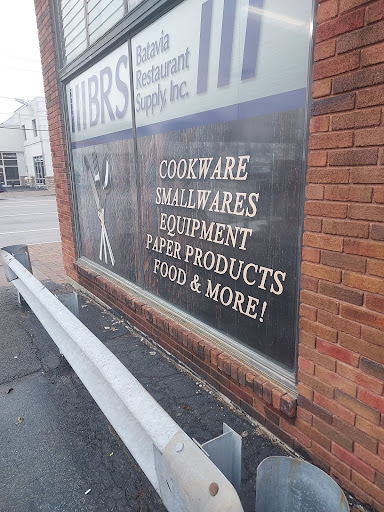 BRS
Batavia
Restaurant
Supply, Inc.
COOKWARE
SMALLWARES
EQUIPMENT
PAPER PRODUCTS
FOOD & MORE!